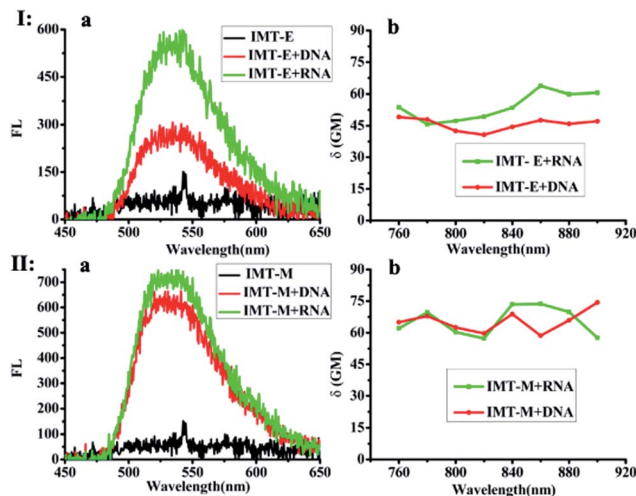 I: a
600
450
300
150
0
FL
IMT-E
IMT-E+DNA
IMT-E+RNA
450 500 550 600 650
Wavelength(nm)
b
90
75
60
45
30
15
0
δ (GM)
IMT- E+RNA
IMT-E+DNA
760 800 840 880 920
Wavelength(nm)
II: a
700
600
500
400
300
200
100
0
FL
IMT-M
IMT-M+DNA
IMT-M+RNA
450 500 550 600 650
Wavelength(nm)
b
90
75
60
45
30
15
0
δ (GM)
IMT-M+RNA
IMT-M+DNA
760 800 840 880 920
Wavelength(nm)